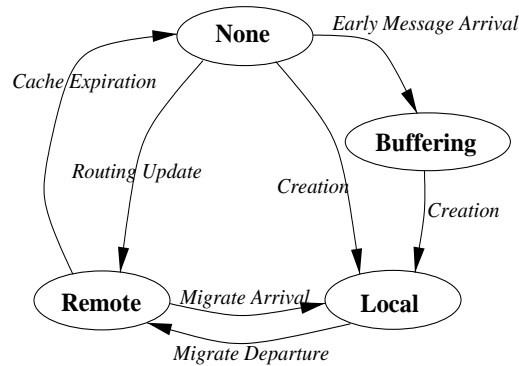 None
Early Message Arrival
Cache Expiration
Buffering
Routing Update
Creation
Creation
Remote
Migrate Arrival
Local
Migrate Departure